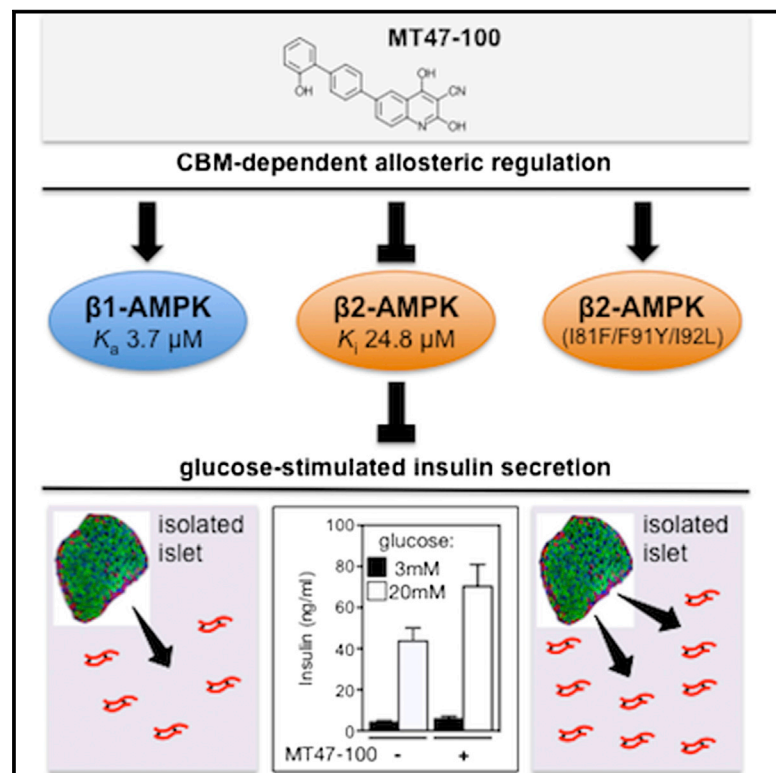 MT47-100
OH
OH
CN
N
OH
CBM-dependent allosteric regulation
β1-AMPK
Ka 3.7 μM
β2-AMPK
Ki 24.8 μM
β2-AMPK
(I81F/F91Y/I92L)
glucose-stimulated insulin secretion
isolated
islet
Insulin (ng/ml)
100
80
60
40
20
0
glucose:
3mM
20mM
MT47-100 - +
isolated
islet